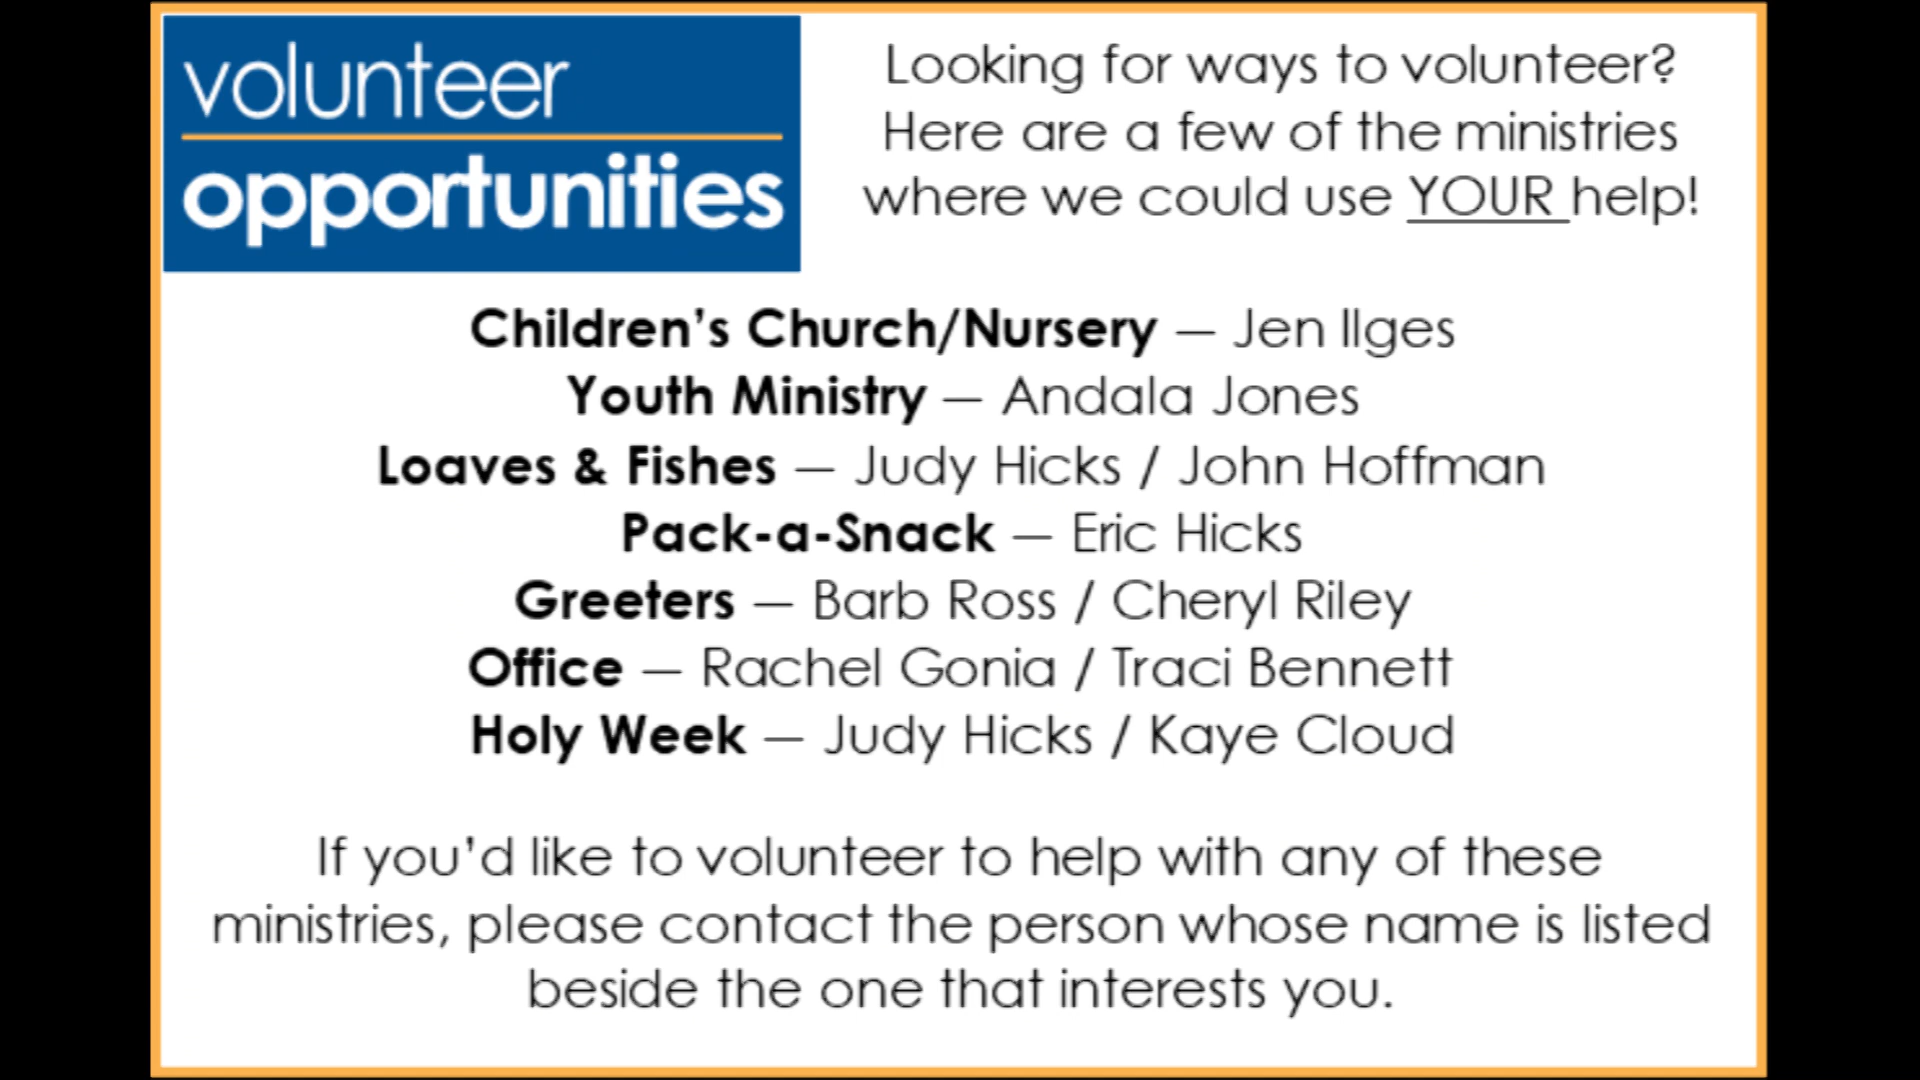 volunteer
opportunities
Looking for ways to volunteer?
Here are a few of the ministries
where we could use YOUR help!
Children’s Church/Nursery — Jen Ilges
Youth Ministry — Andala Jones
Loaves & Fishes — Judy Hicks / John Hoffman
Pack-a-Snack — Eric Hicks
Greeters — Barb Ross / Cheryl Riley
Office — Rachel Gonia / Traci Bennett
Holy Week — Judy Hicks / Kaye Cloud
If you’d like to volunteer to help with any of these
ministries, please contact the person whose name is listed
beside the one that interests you.